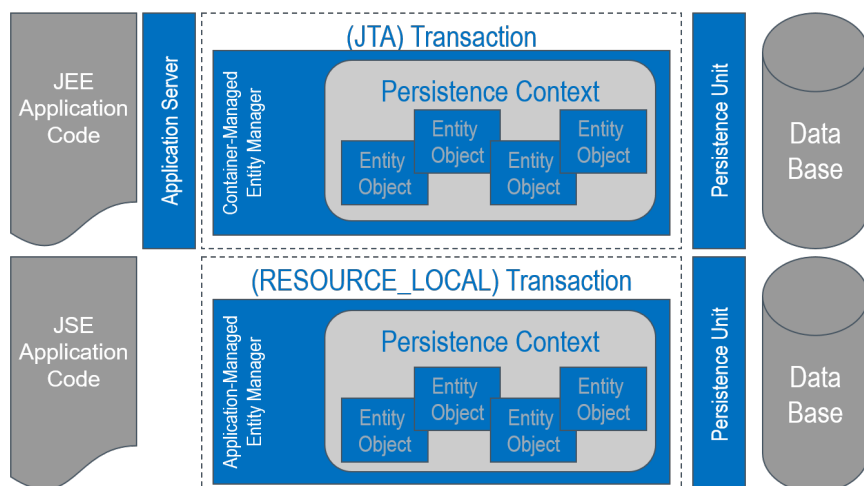 JEE
Application
Code
Application Server
(JTA) Transaction
Container-Managed
Entity Manager
Persistence Context
Entity
Object
Entity
Object
Entity
Object
Entity
Object
Persistence Unit
Data
Base
JSE
Application
Code
(RESOURCE_LOCAL) Transaction
Application-Managed
Entity Manager
Persistence Context
Entity
Object
Entity
Object
Entity
Object
Entity
Object
Persistence Unit
Data
Base